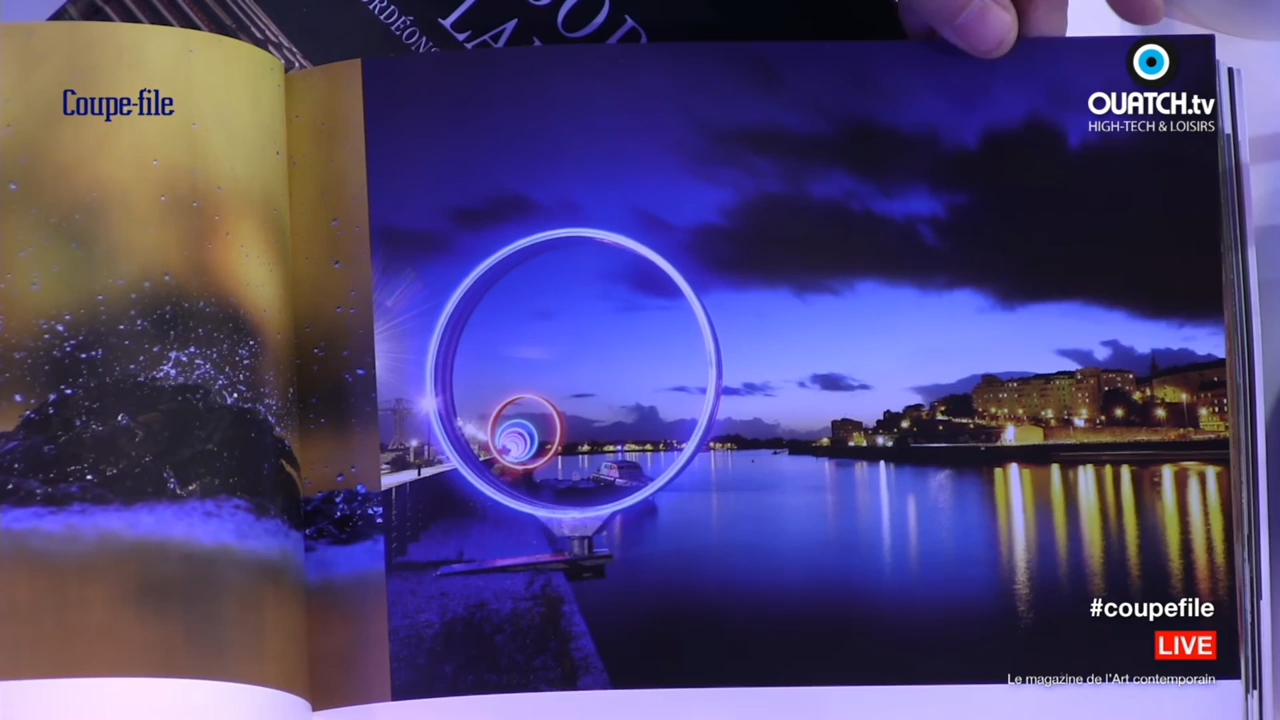 Coupe-file
OUATCH.tv
HIGH-TECH & LOISIRS
#coupefile
LIVE
Le magazine de l'Art contemporain